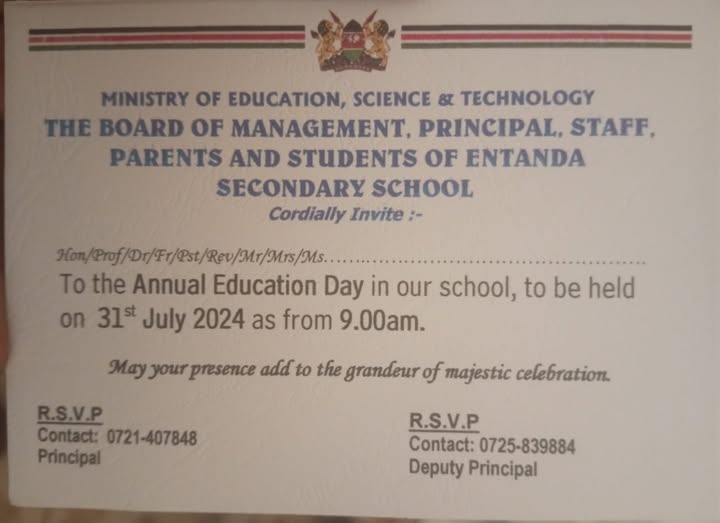 MINISTRY OF EDUCATION, SCIENCE & TECHNOLOGY
THE BOARD OF MANAGEMENT, PRINCIPAL, STAFF,
PARENTS AND STUDENTS OF ENTANDA
SECONDARY SCHOOL
Cordially Invite :-
Hon/Prof/Dr/Fr/Pst/Rev/Mr/Mrs/Ms.................................................
To the Annual Education Day in our school, to be held
on 31st July 2024 as from 9.00am.
May your presence add to the grandeur of majestic celebration.
R.S.V.P
Contact: 0721-407848
Principal
R.S.V.P
Contact: 0725-839884
Deputy Principal